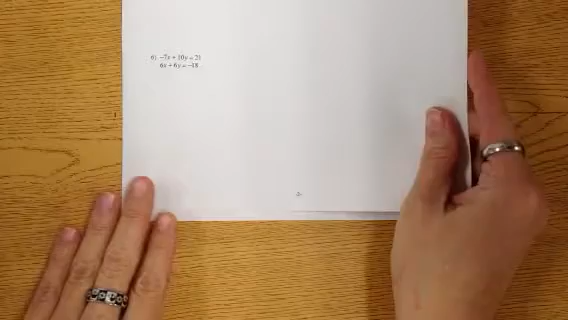 6) −7x + 10y = 21
6x + 6y = −18